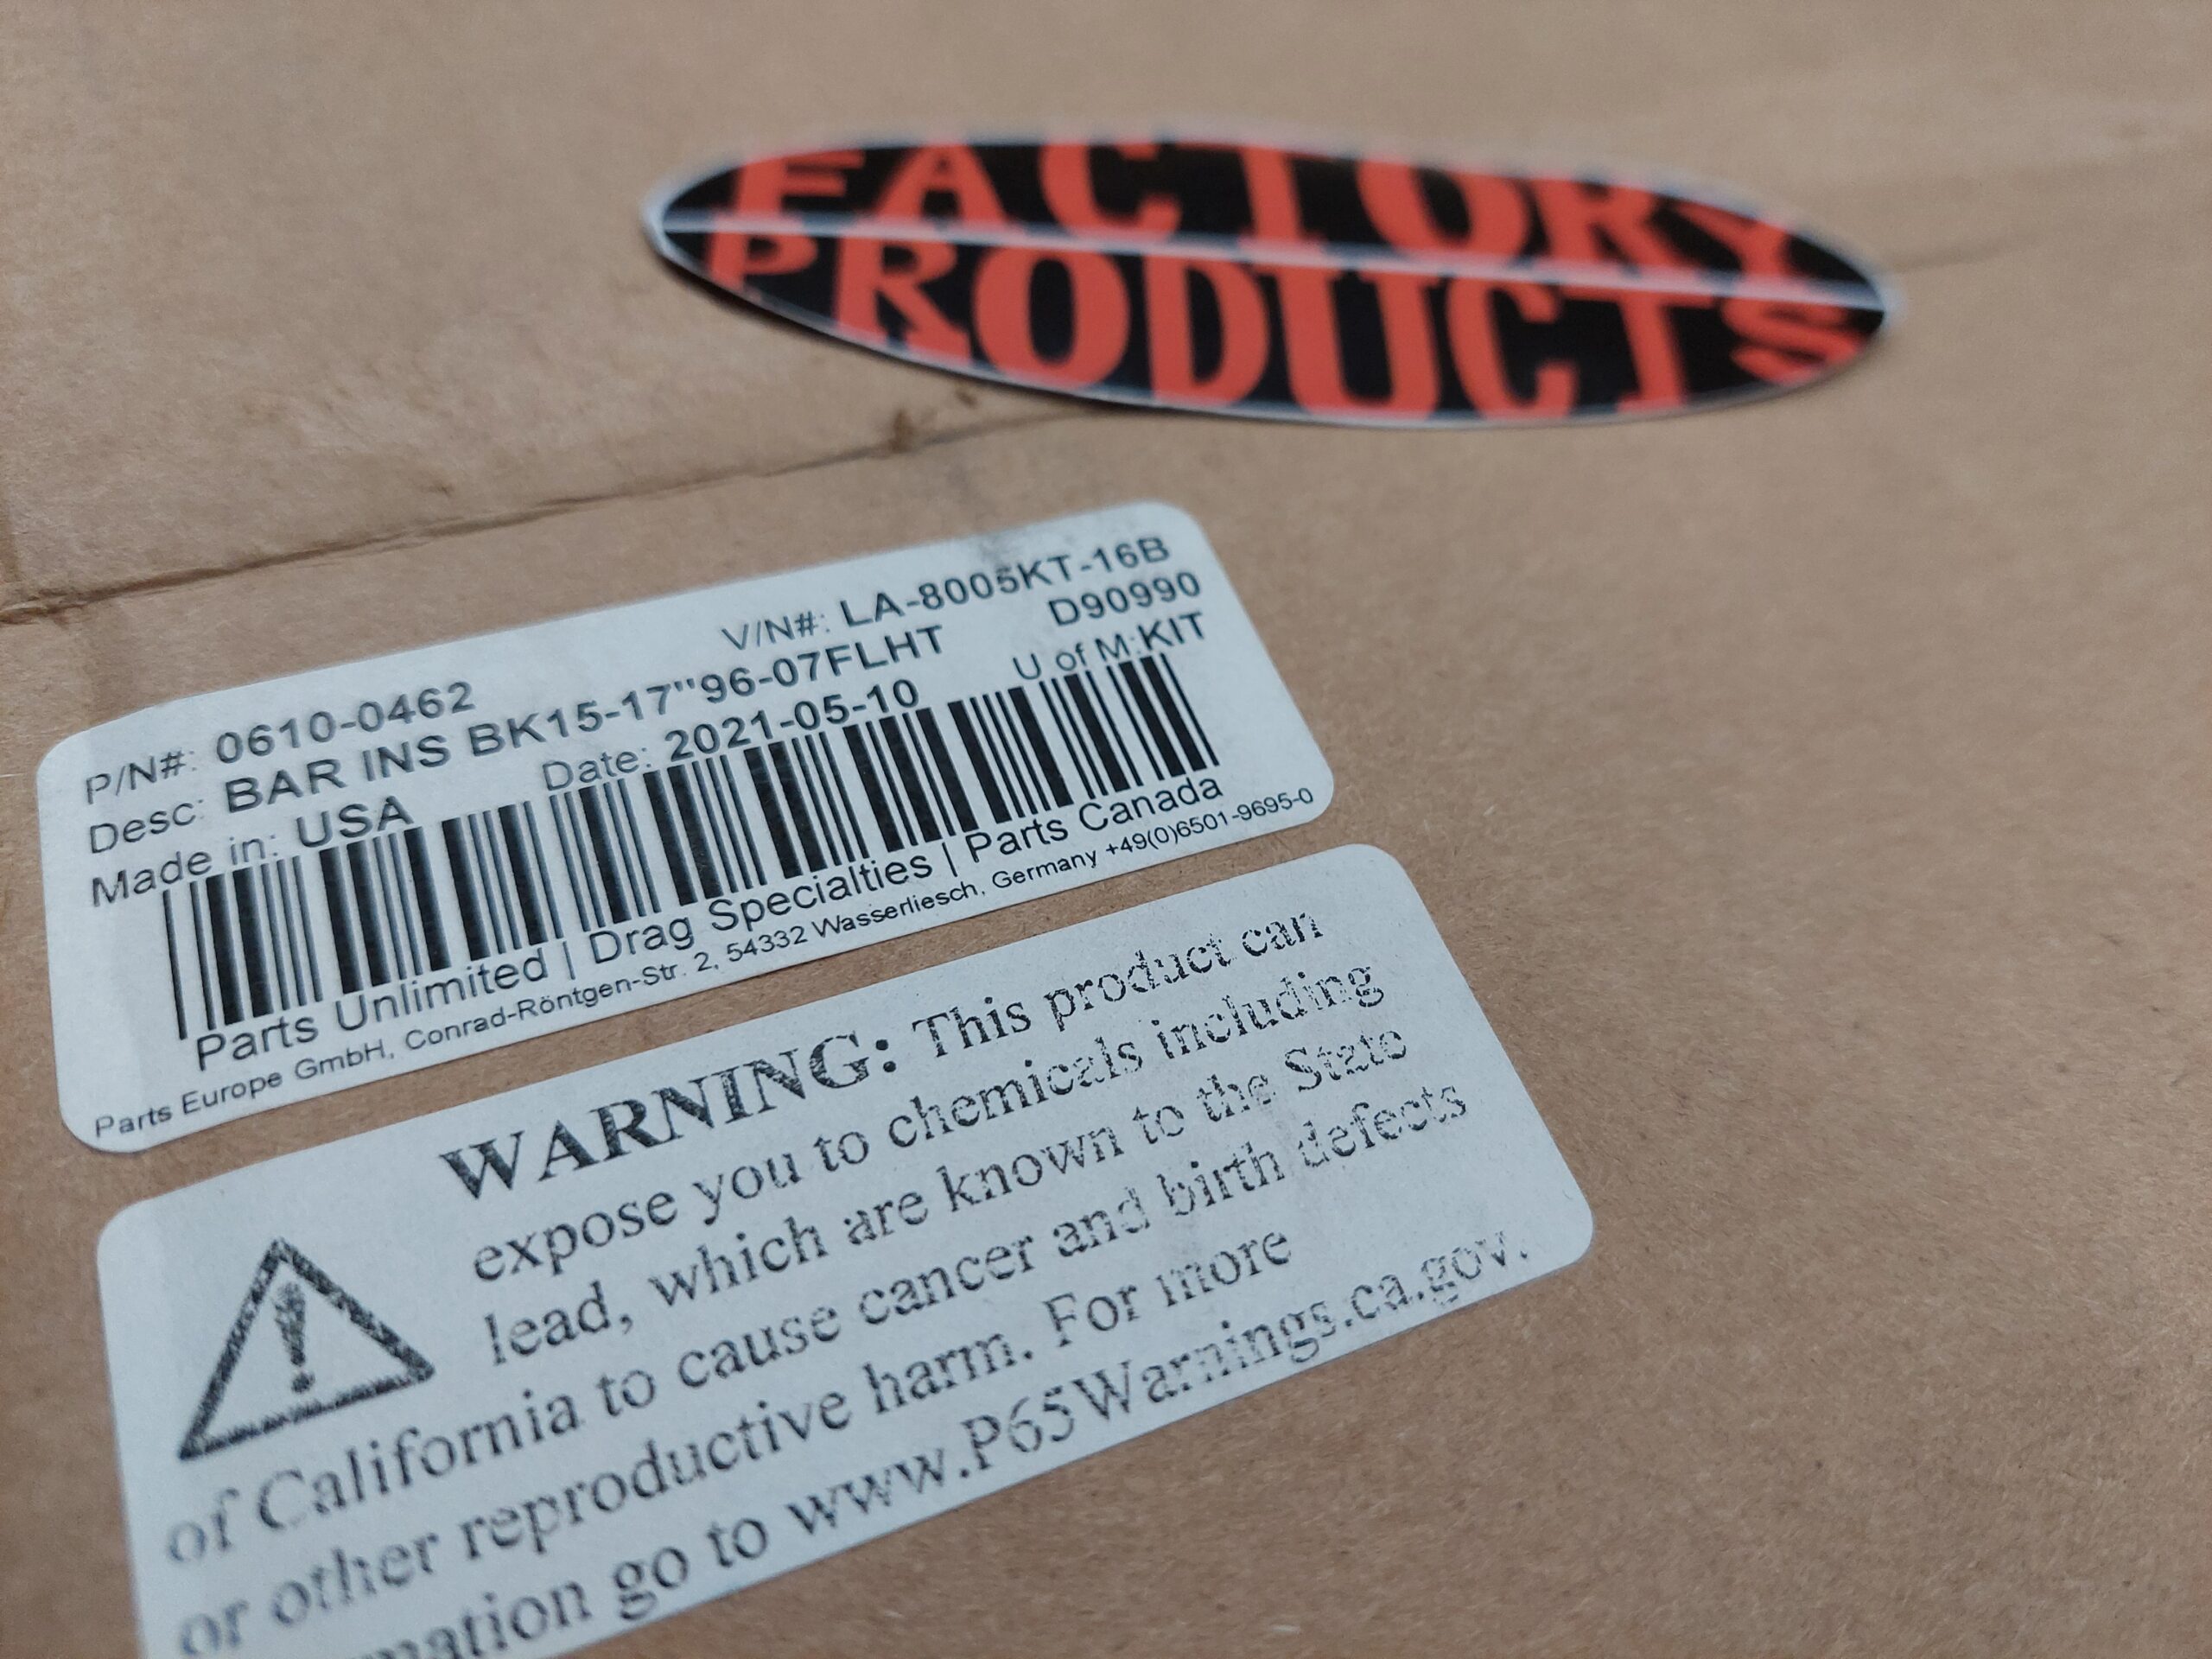 FACTORY
PRODUCTS
P/N#: 0610-0462 V/N#: LA-8005KT-16B
Desc: BAR INS BK15-17"96-07FLHT D90990
Made in: USA Date: 2021-05-10 U of M:KIT
Parts Unlimited | Drag Specialties | Parts Canada
Parts Europe GmbH, Conrad-Röntgen-Str. 2, 54332 Wasserliesch, Germany +49(0)6501-9695-0
WARNING: This product can
expose you to chemicals including
lead, which are known to the State
of California to cause cancer and birth defects
or other reproductive harm. For more
mation go to www.P65Warnings.ca.gov.